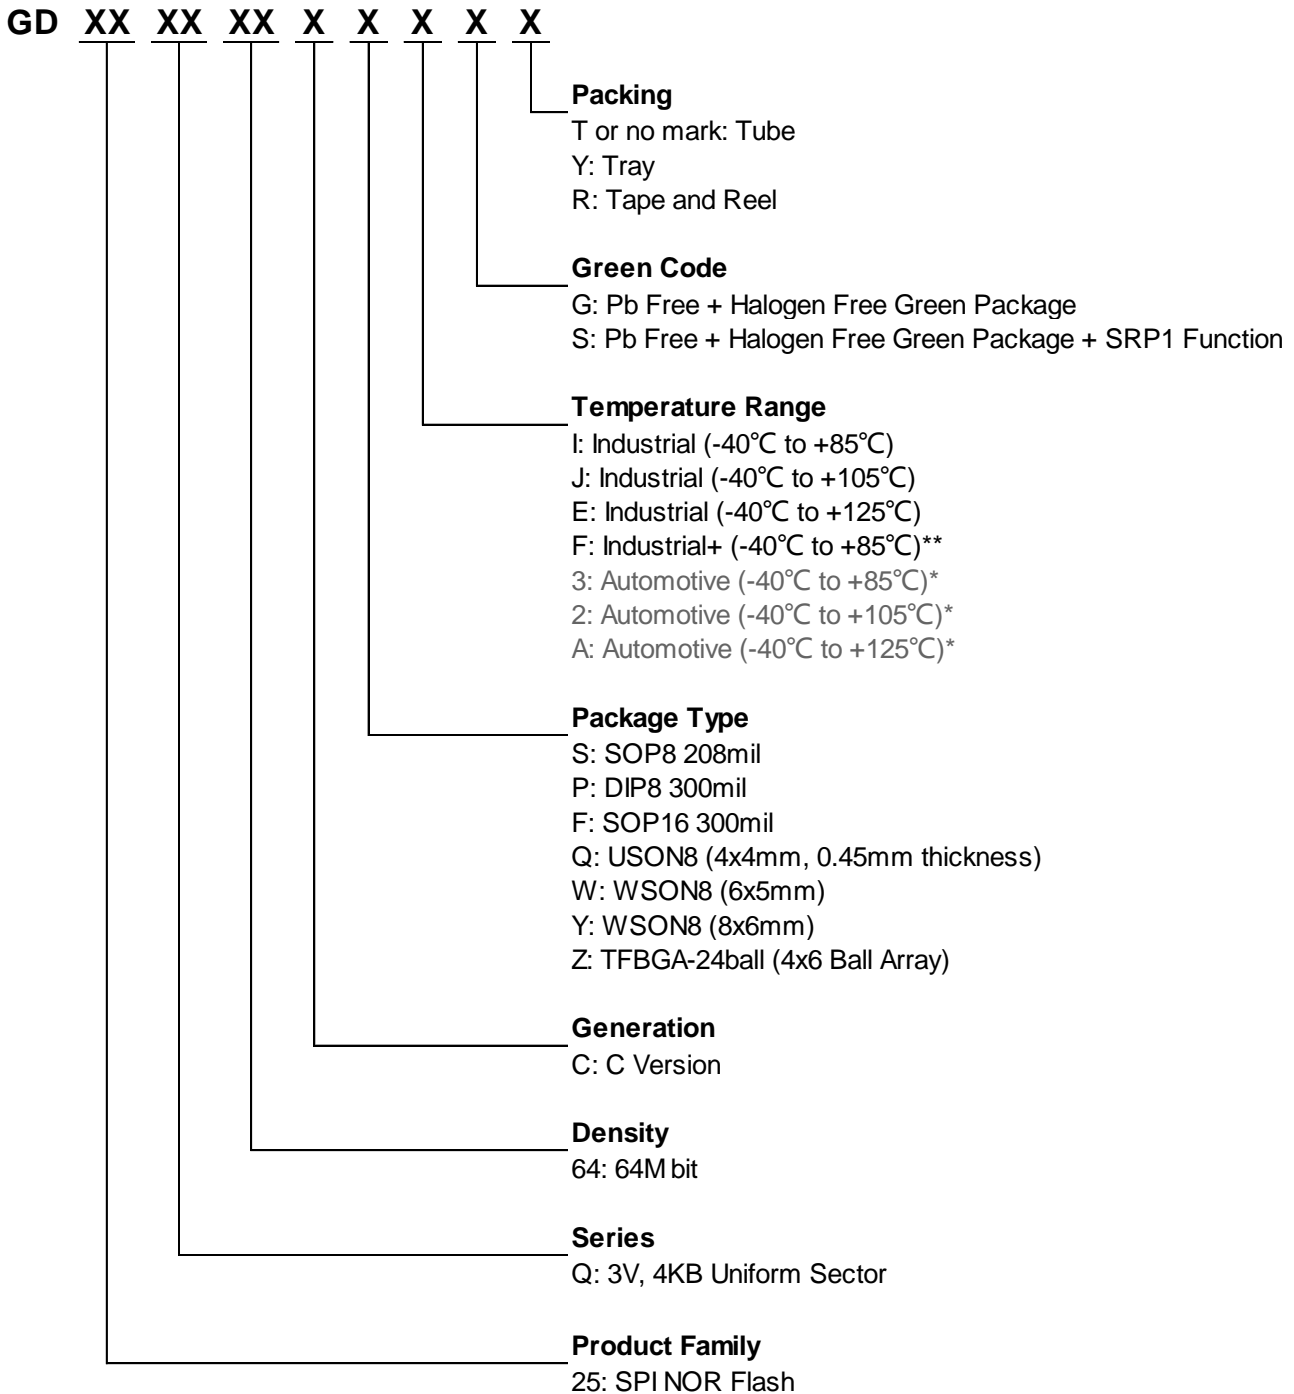 GD XX XX XX X X X X X
Packing
T or no mark: Tube
Y: Tray
R: Tape and Reel
Green Code
G: Pb Free + Halogen Free Green Package
S: Pb Free + Halogen Free Green Package + SRP1 Function
Temperature Range
I: Industrial (-40℃ to +85℃)
J: Industrial (-40℃ to +105℃)
E: Industrial (-40℃ to +125℃)
F: Industrial+ (-40℃ to +85℃)**
3: Automotive (-40℃ to +85℃)*
2: Automotive (-40℃ to +105℃)*
A: Automotive (-40℃ to +125℃)*
Package Type
S: SOP8 208mil
P: DIP8 300mil
F: SOP16 300mil
Q: USON8 (4x4mm, 0.45mm thickness)
W: WSON8 (6x5mm)
Y: WSON8 (8x6mm)
Z: TFBGA-24ball (4x6 Ball Array)
Generation
C: C Version
Density
64: 64M bit
Series
Q: 3V, 4KB Uniform Sector
Product Family
25: SPI NOR Flash